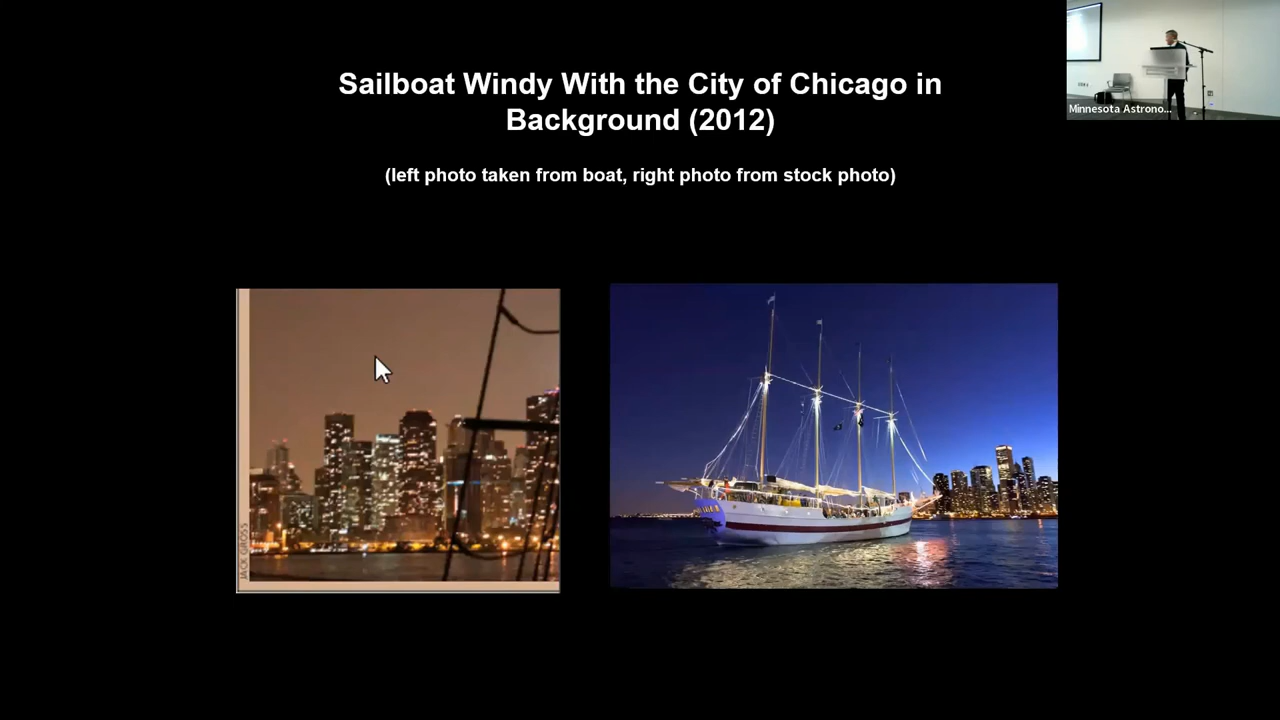 Sailboat Windy With the City of Chicago in
Background (2012)
(left photo taken from boat, right photo from stock photo)
Minnesota Astrono...
JACK GROSS